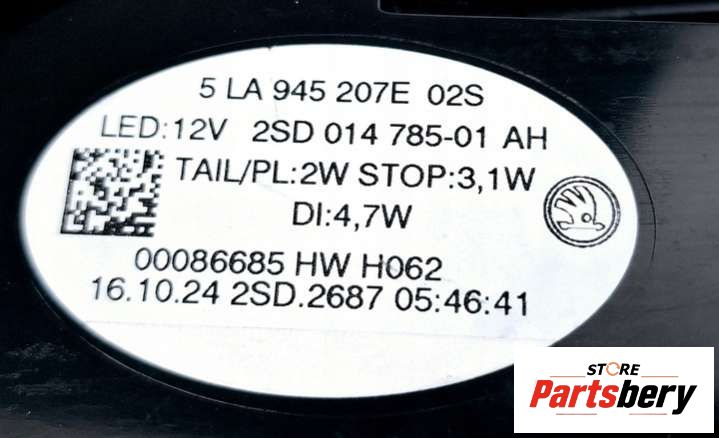 5 LA 945 207E 02S
LED:12V 2SD 014 785-01 AH
TAIL/PL:2W STOP:3,1W
DI:4,7W
00086685 HW H062
16.10.24 2SD.2687 05:46:41
STORE
Partsbery